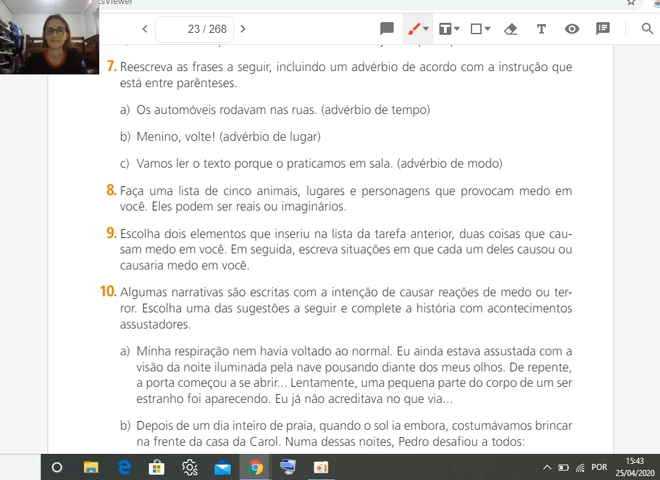 23 / 268
T
T
7. Reescreva as frases a seguir, incluindo um advérbio de acordo com a instrução que
está entre parênteses.
a) Os automóveis rodavam nas ruas. (advérbio de tempo)
b) Menino, volte! (advérbio de lugar)
c) Vamos ler o texto porque o praticamos em sala. (advérbio de modo)
8. Faça uma lista de cinco animais, lugares e personagens que provocam medo em
você. Eles podem ser reais ou imaginários.
9. Escolha dois elementos que inseriu na lista da tarefa anterior, duas coisas que cau-
sam medo em você. Em seguida, escreva situações em que cada um deles causou ou
causaria medo em você.
10. Algumas narrativas são escritas com a intenção de causar reações de medo ou ter-
ror. Escolha uma das sugestões a seguir e complete a história com acontecimentos
assustadores.
a) Minha respiração nem havia voltado ao normal. Eu ainda estava assustada com a
visão da noite iluminada pela nave pousando diante dos meus olhos. De repente,
a porta começou a se abrir... Lentamente, uma pequena parte do corpo de um ser
estranho foi aparecendo. Eu já não acreditava no que via...
b) Depois de um dia inteiro de praia, quando o sol ia embora, costumávamos brincar
na frente da casa da Carol. Numa dessas noites, Pedro desafiou a todos:
POR
15:43
25/04/2020